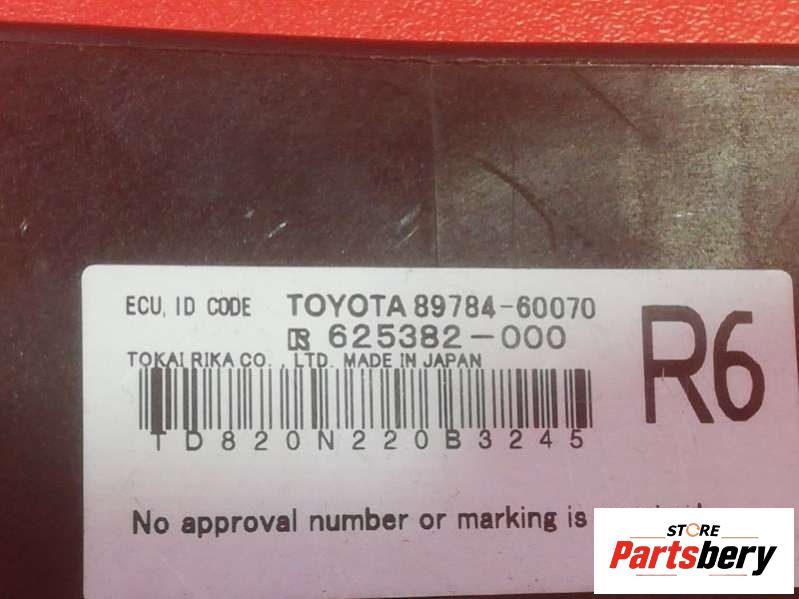 ECU, ID CODE TOYOTA 89784-60070
625382-000
R6
TOKAI RIKA CO., LTD. MADE IN JAPAN
TD820N220B3245
No approval number or marking is
STORE
Partsbery